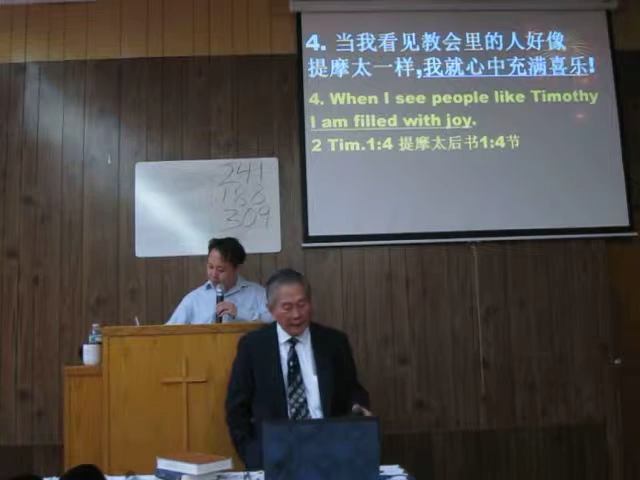 4. 当我看见教会里的人好像
提摩太一样,我就心中充满喜乐!
4. When I see people like Timothy
I am filled with joy.
2 Tim.1:4 提摩太后书1:4节
241
188
309